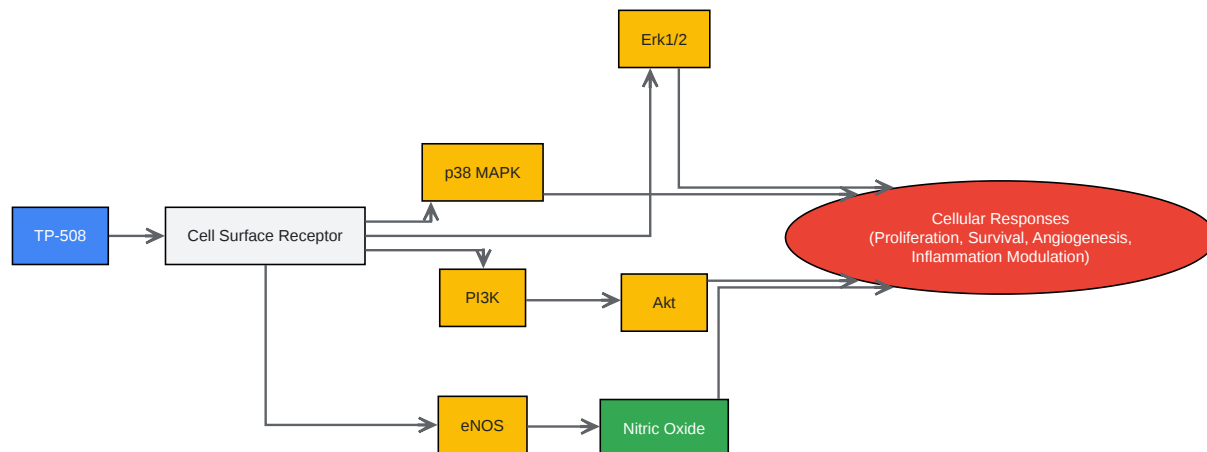 Erk1/2
p38 MAPK
TP-508
Cell Surface Receptor
Cellular Responses
(Proliferation, Survival, Angiogenesis,
Inflammation Modulation)
PI3K
Akt
eNOS
Nitric Oxide